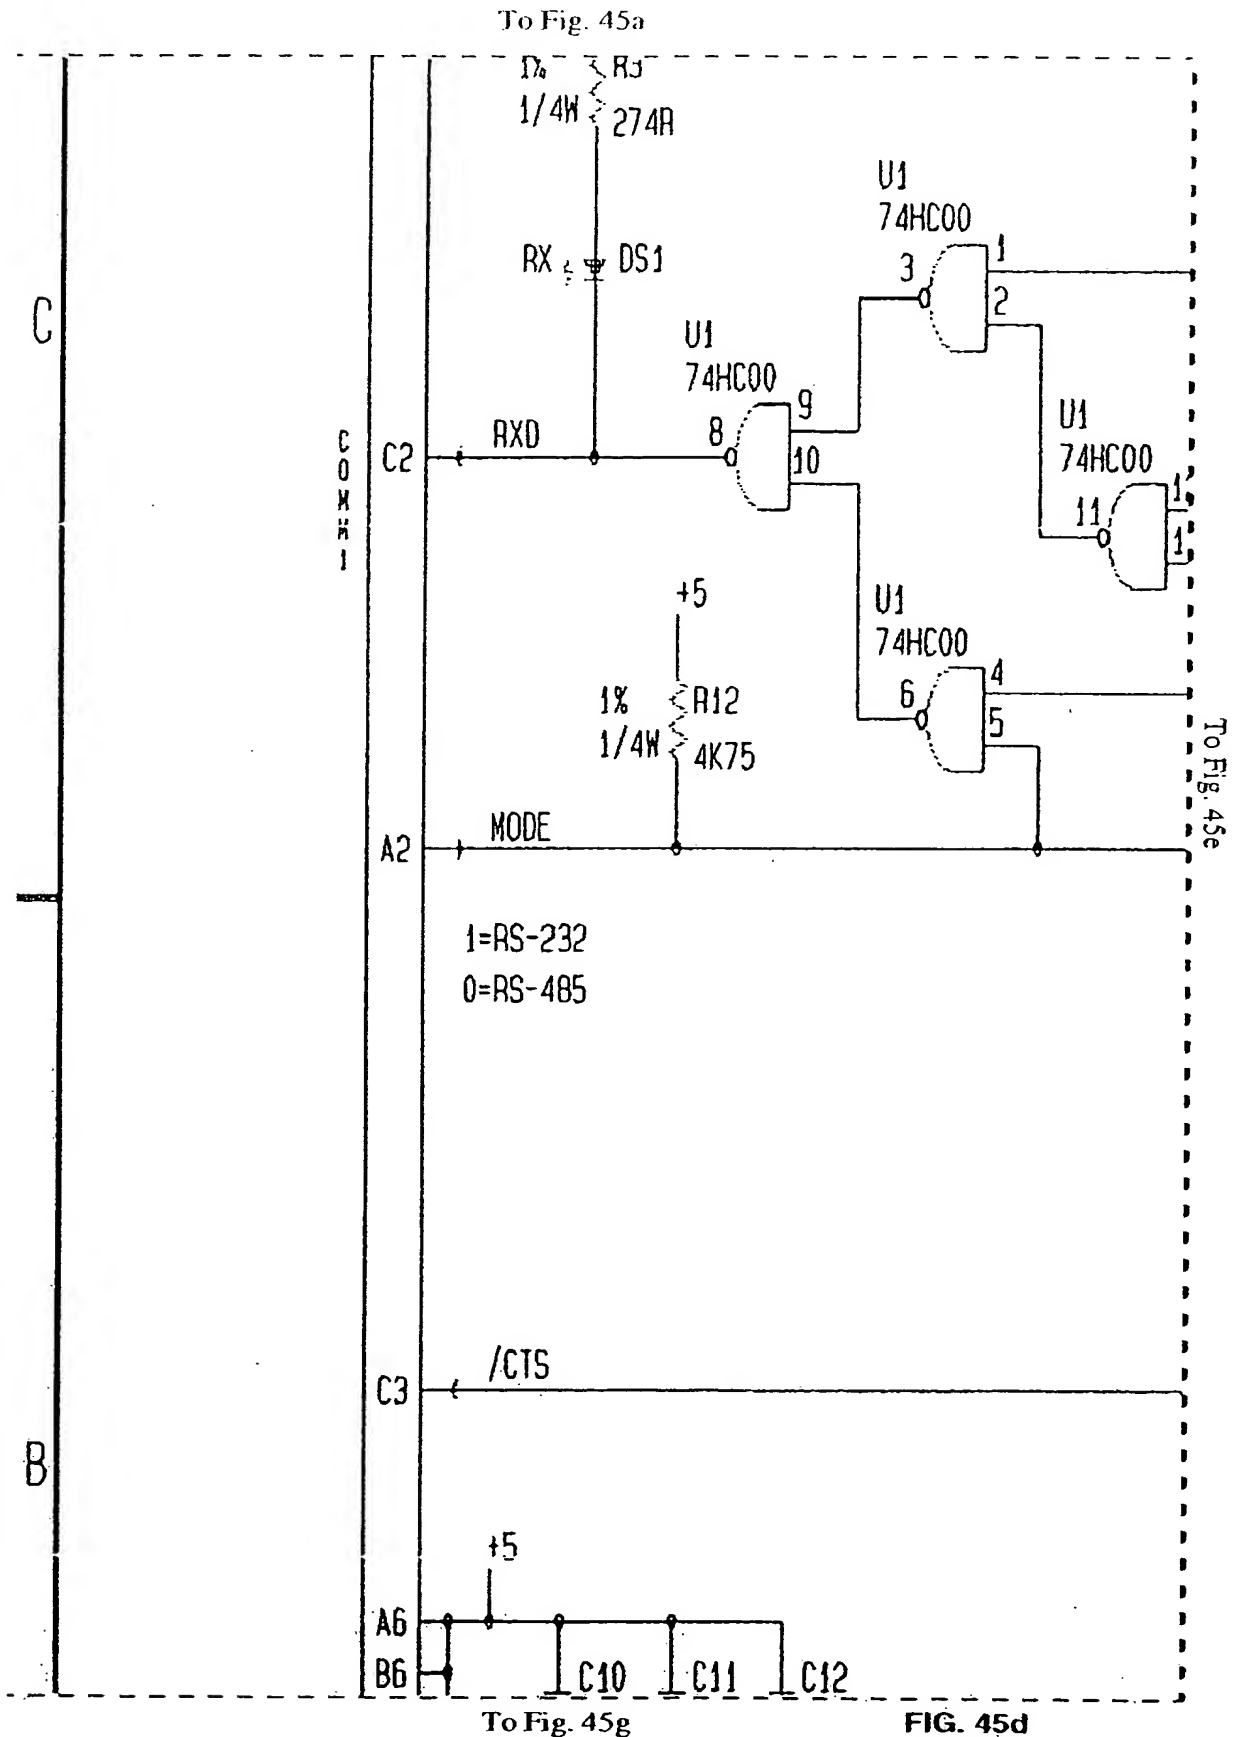 To Fig. 45a
1%
1/4W
274R
U1
74HC00
3
1
2
RX
DS1
C
U1
74HC00
9
8
10
U1
74HC00
11
1
1
COMM1
C2
RXD
+5
U1
74HC00
6
4
5
1%
1/4W
R12
4K75
To Fig. 45e
A2
MODE
1=RS-232
0=RS-485
C3
/CTS
B
+5
A6
B6
C10
C11
C12
To Fig. 45g
FIG. 45d